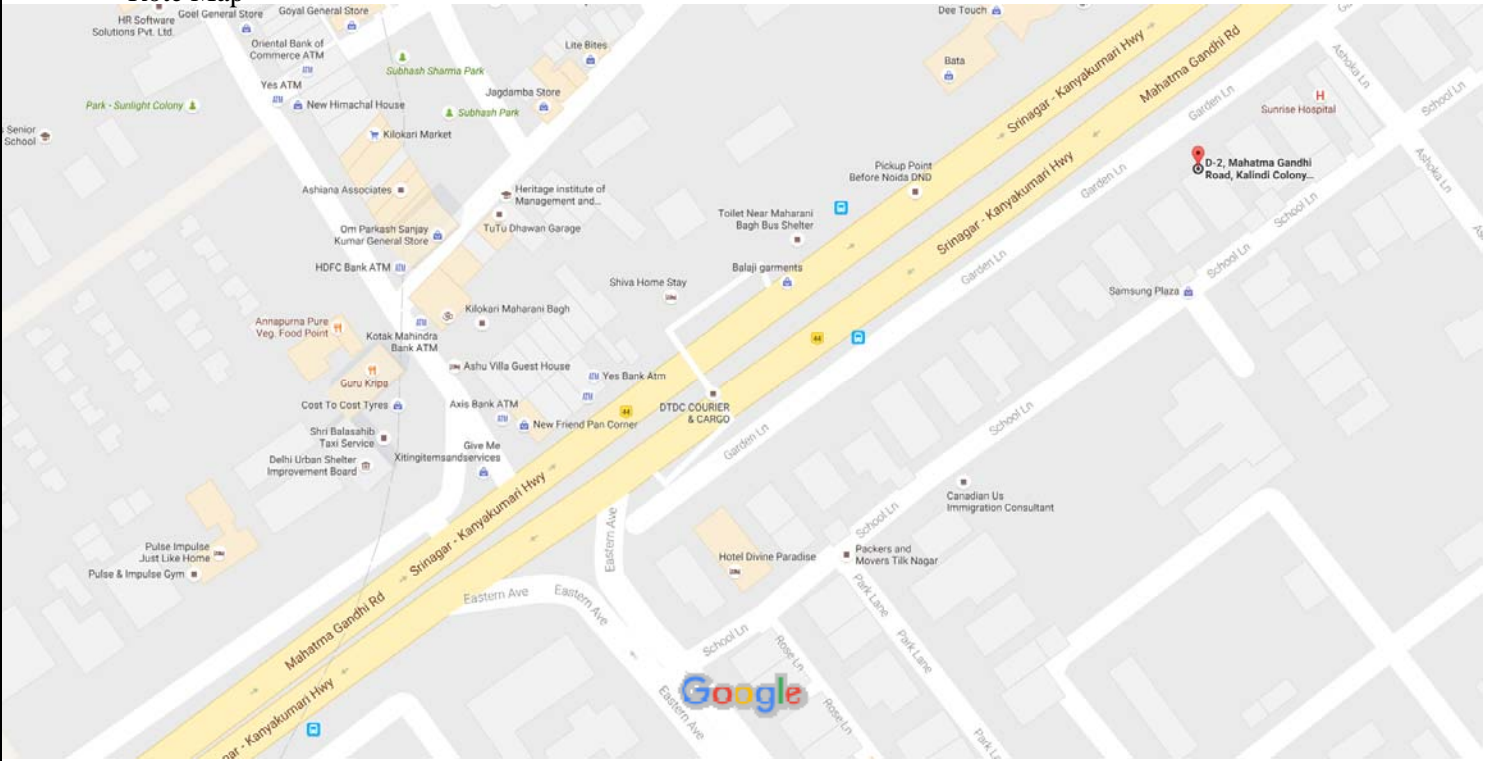 Rote Map
HR Software
Solutions Pvt. Ltd.
Goel General Store
Goyal General Store
Dee Touch
Oriental Bank of
Commerce ATM
Lite Bites
Subhash Sharma Park
Bata
Yes ATM
Park - Sunlight Colony
New Himachal House
Jagdamba Store
Subhash Park
s Senior
School
Kilokari Market
Srinagar - Kanyakumari Hwy
Mahatma Gandhi Rd
Ashoka Ln
School Ln
Garden Ln
Sunrise Hospital
Pickup Point
Before Noida DND
Srinagar - Kanyakumari Hwy
D-2, Mahatma Gandhi
Road, Kalindi Colony...
Garden Ln
Ashoka Ln
School Ln
Ashiana Associates
Heritage institute of
Management and...
Om Parkash Sanjay
Kumar General Store
TuTu Dhawan Garage
Toilet Near Maharani
Bagh Bus Shelter
Srinagar - Kanyakumari Hwy
HDFC Bank ATM
Balaji garments
Garden Ln
School Ln
Shiva Home Stay
Samsung Plaza
Kilokari Maharani Bagh
Annapurna Pure
Veg. Food Point
Kotak Mahindra
Bank ATM
44
Ashu Villa Guest House
Guru Kripa
Yes Bank Atm
Cost To Cost Tyres
Axis Bank ATM
44
DTDC COURIER
& CARGO
New Friend Pan Corner
School Ln
Shri Balasahib
Taxi Service
Garden Ln
Delhi Urban Shelter
Improvement Board
Give Me
Xitingitemsandservices
Srinagar - Kanyakumari Hwy
Canadian Us
Immigration Consultant
School Ln
Eastern Ave
Pulse Impulse
Just Like Home
Hotel Divine Paradise
Packers and
Movers Tilk Nagar
Pulse & Impulse Gym
Eastern Ave
Eastern Ave
Park Lane
Mahatma Gandhi Rd
School Ln
Rose Ln
Park Lane
Google
Eastern Ave
Rose Ln
Park L
nagar - Kanyakumari Hwy